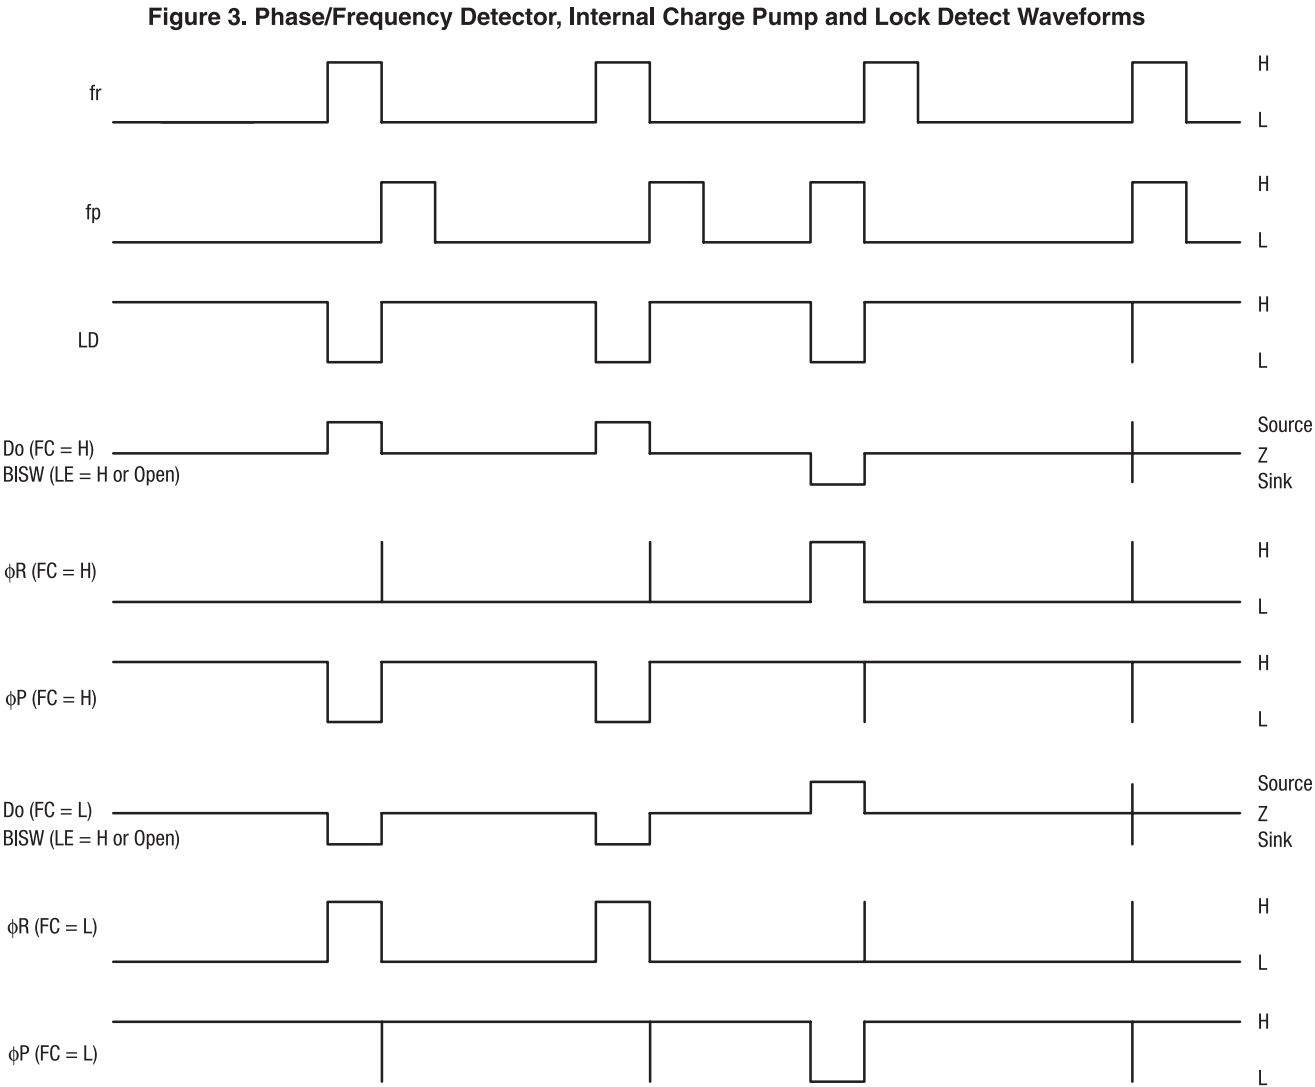 Figure 3. Phase/Frequency Detector, Internal Charge Pump and Lock Detect Waveforms
fr
H
L
fp
H
L
LD
H
L
Do (FC = H)
BISW (LE = H or Open)
Source
Z
Sink
ϕR (FC = H)
H
L
ϕP (FC = H)
H
L
Do (FC = L)
BISW (LE = H or Open)
Source
Z
Sink
ϕR (FC = L)
H
L
ϕP (FC = L)
H
L